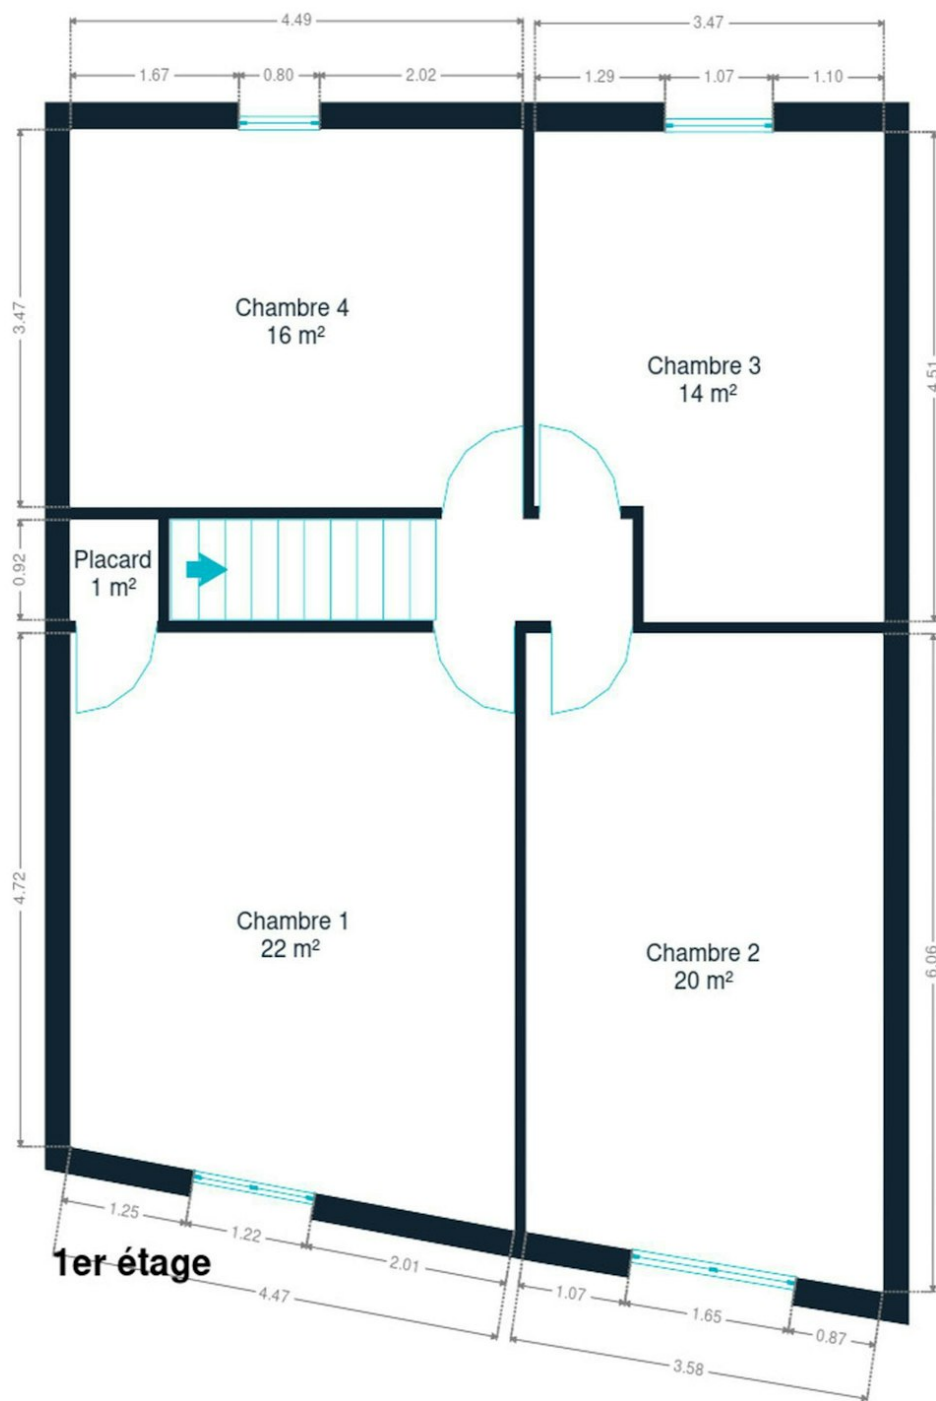 4.49
3.47
1.67
0.80
2.02
1.29
1.07
1.10
3.47
4.51
Chambre 4
16 m²
Chambre 3
14 m²
0.92
Placard
1 m²
4.72
6.06
Chambre 1
22 m²
Chambre 2
20 m²
1.25
1.22
2.01
1er étage
4.47
1.07
1.65
0.87
3.58